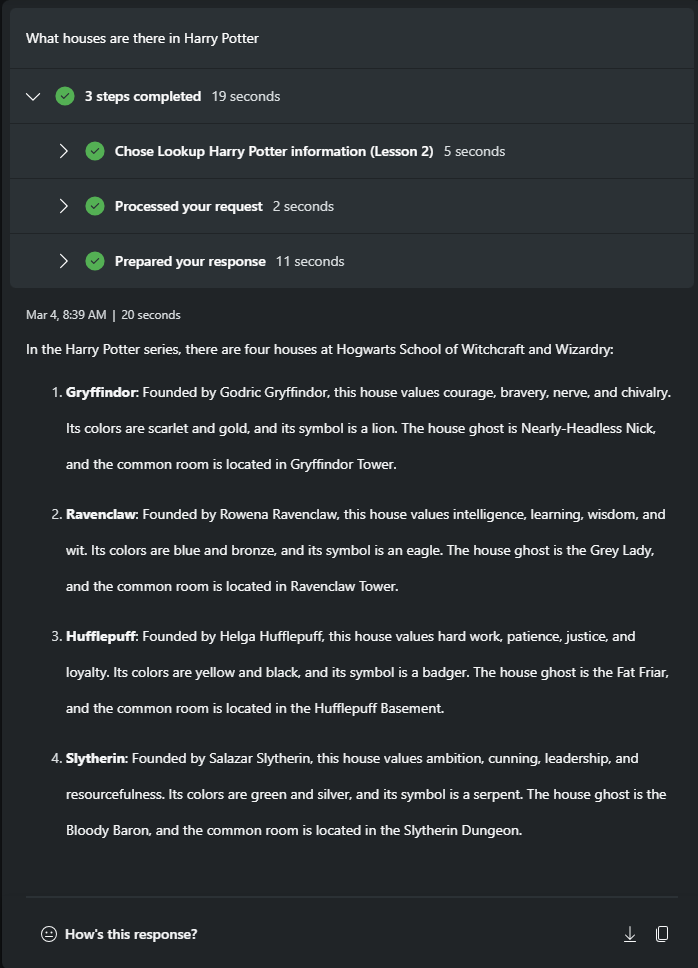 What houses are there in Harry Potter
3 steps completed 19 seconds
Chose Lookup Harry Potter information (Lesson 2) 5 seconds
Processed your request 2 seconds
Prepared your response 11 seconds
Mar 4, 8:39 AM | 20 seconds
In the Harry Potter series, there are four houses at Hogwarts School of Witchcraft and Wizardry:
1. Gryffindor: Founded by Godric Gryffindor, this house values courage, bravery, nerve, and chivalry.
Its colors are scarlet and gold, and its symbol is a lion. The house ghost is Nearly-Headless Nick,
and the common room is located in Gryffindor Tower.
2. Ravenclaw: Founded by Rowena Ravenclaw, this house values intelligence, learning, wisdom, and
wit. Its colors are blue and bronze, and its symbol is an eagle. The house ghost is the Grey Lady,
and the common room is located in Ravenclaw Tower.
3. Hufflepuff: Founded by Helga Hufflepuff, this house values hard work, patience, justice, and
loyalty. Its colors are yellow and black, and its symbol is a badger. The house ghost is the Fat Friar,
and the common room is located in the Hufflepuff Basement.
4. Slytherin: Founded by Salazar Slytherin, this house values ambition, cunning, leadership, and
resourcefulness. Its colors are green and silver, and its symbol is a serpent. The house ghost is the
Bloody Baron, and the common room is located in the Slytherin Dungeon.
How's this response?